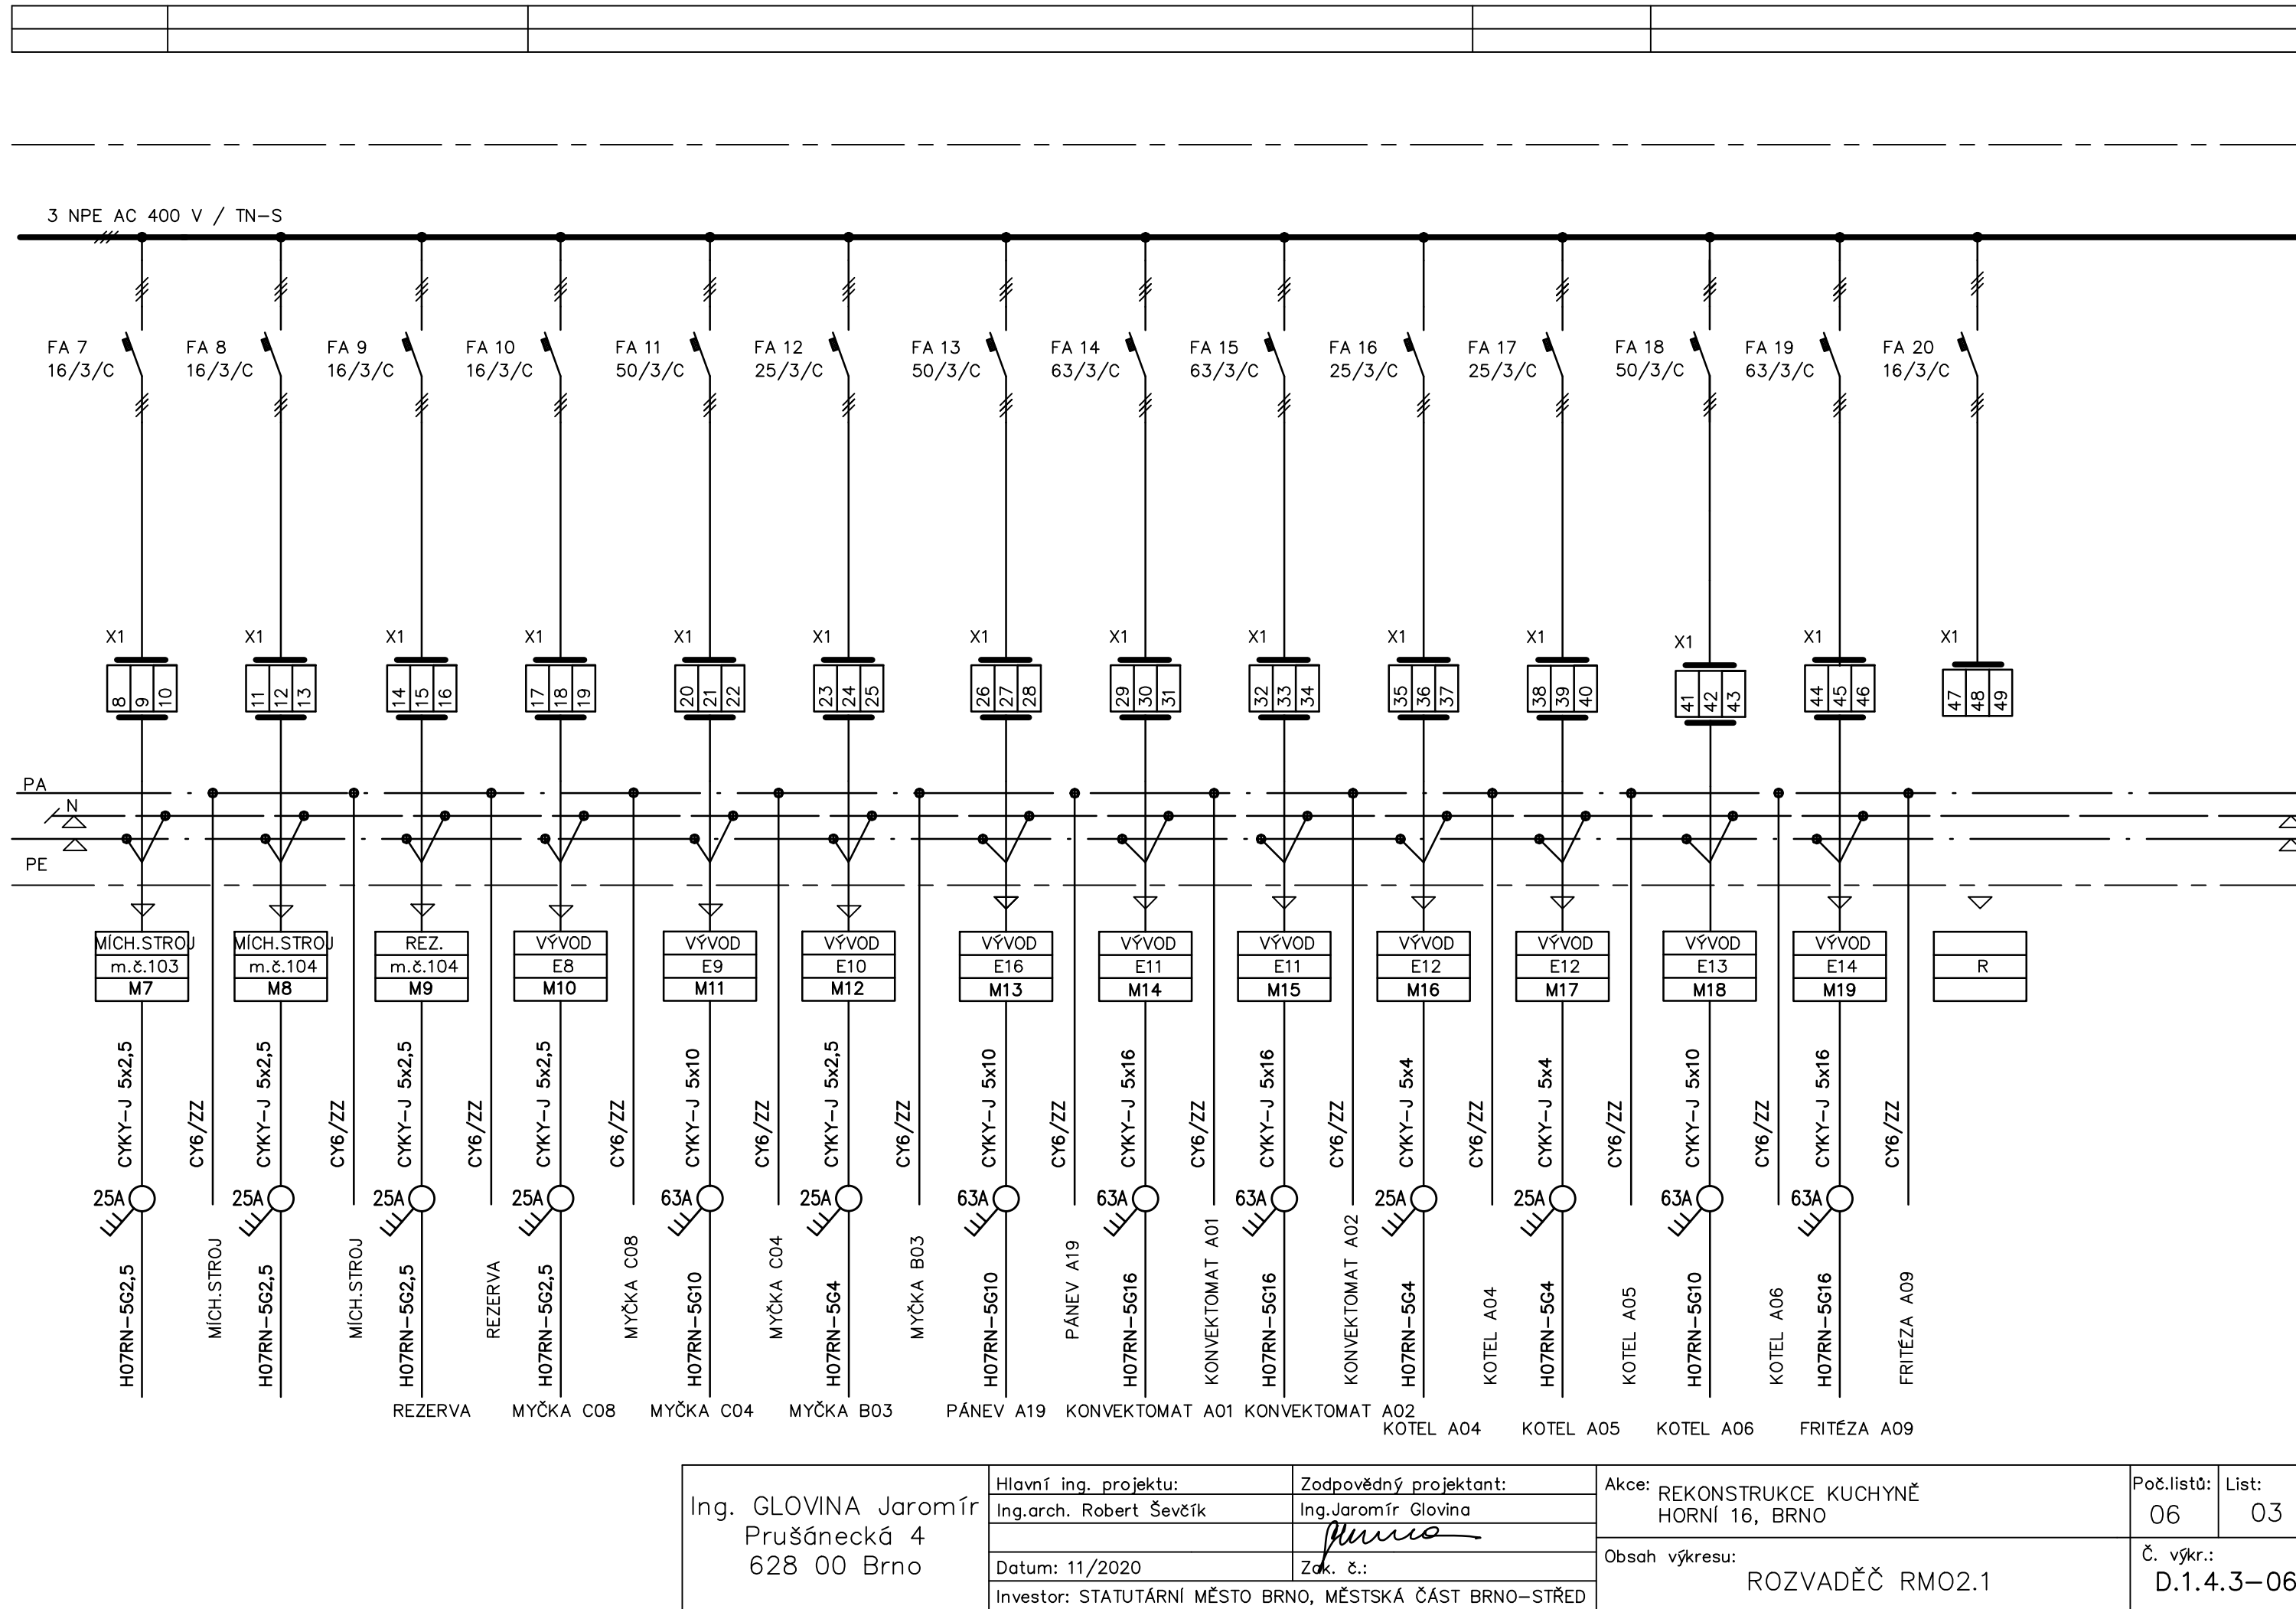 3 NPE AC 400 V / TN-S
FA 7 FA 8 FA 9 FA 10 FA 11 FA 12 FA 13 FA 14 FA 15 FA 16 FA 17 FA 18 FA 19 FA 20
16/3/C 16/3/C 16/3/C 16/3/C 50/3/C 25/3/C 50/3/C 63/3/C 63/3/C 25/3/C 25/3/C 50/3/C 63/3/C 16/3/C
X1 X1 X1 X1 X1 X1 X1 X1 X1 X1 X1 X1 X1 X1
8 9 10 11 12 13 14 15 16 17 18 19 20 21 22 23 24 25 26 27 28 29 30 31 32 33 34 35 36 37 38 39 40 41 42 43 44 45 46 47 48 49
PA
N
PE
MÍCH.STROJ MÍCH.STROJ REZ. VÝVOD VÝVOD VÝVOD VÝVOD VÝVOD VÝVOD VÝVOD VÝVOD VÝVOD VÝVOD
m.č.103 m.č.104 m.č.104 E8 E9 E10 E16 E11 E11 E12 E12 E13 E14 R
M7 M8 M9 M10 M11 M12 M13 M14 M15 M16 M17 M18 M19
CYKY-J 5x2,5 CY6/ZZ CYKY-J 5x2,5 CY6/ZZ CYKY-J 5x2,5 CY6/ZZ CYKY-J 5x2,5 CY6/ZZ CYKY-J 5x10 CY6/ZZ CYKY-J 5x2,5 CY6/ZZ CYKY-J 5x10 CY6/ZZ CYKY-J 5x16 CY6/ZZ CYKY-J 5x16 CY6/ZZ CYKY-J 5x4 CY6/ZZ CYKY-J 5x4 CY6/ZZ CYKY-J 5x10 CY6/ZZ CYKY-J 5x16 CY6/ZZ
25A 25A 25A 25A 63A 25A 63A 63A 63A 25A 25A 63A 63A
H07RN-5G2,5 MÍCH.STROJ H07RN-5G2,5 MÍCH.STROJ H07RN-5G2,5 REZERVA H07RN-5G2,5 MYČKA C08 H07RN-5G10 MYČKA C04 H07RN-5G4 MYČKA B03 H07RN-5G10 PÁNEV A19 H07RN-5G16 KONVEKTOMAT A01 H07RN-5G16 KONVEKTOMAT A02 H07RN-5G4 KOTEL A04 H07RN-5G4 KOTEL A05 H07RN-5G10 KOTEL A06 H07RN-5G16 FRITÉZA A09
REZERVA MYČKA C08 MYČKA C04 MYČKA B03 PÁNEV A19 KONVEKTOMAT A01 KONVEKTOMAT A02
KOTEL A04 KOTEL A05 KOTEL A06 FRITÉZA A09
Ing. GLOVINA Jaromír
Prušánecká 4
628 00 Brno
Hlavní ing. projektu:
Ing.arch. Robert Ševčík
Zodpovědný projektant:
Ing.Jaromír Glovina
Datum: 11/2020
Zak. č.:
Investor: STATUTÁRNÍ MĚSTO BRNO, MĚSTSKÁ ČÁST BRNO-STŘED
Akce: REKONSTRUKCE KUCHYNĚ
HORNÍ 16, BRNO
Obsah výkresu:
ROZVADĚČ RMO2.1
Poč.listů:
06
List:
03
Č. výkr.:
D.1.4.3-06